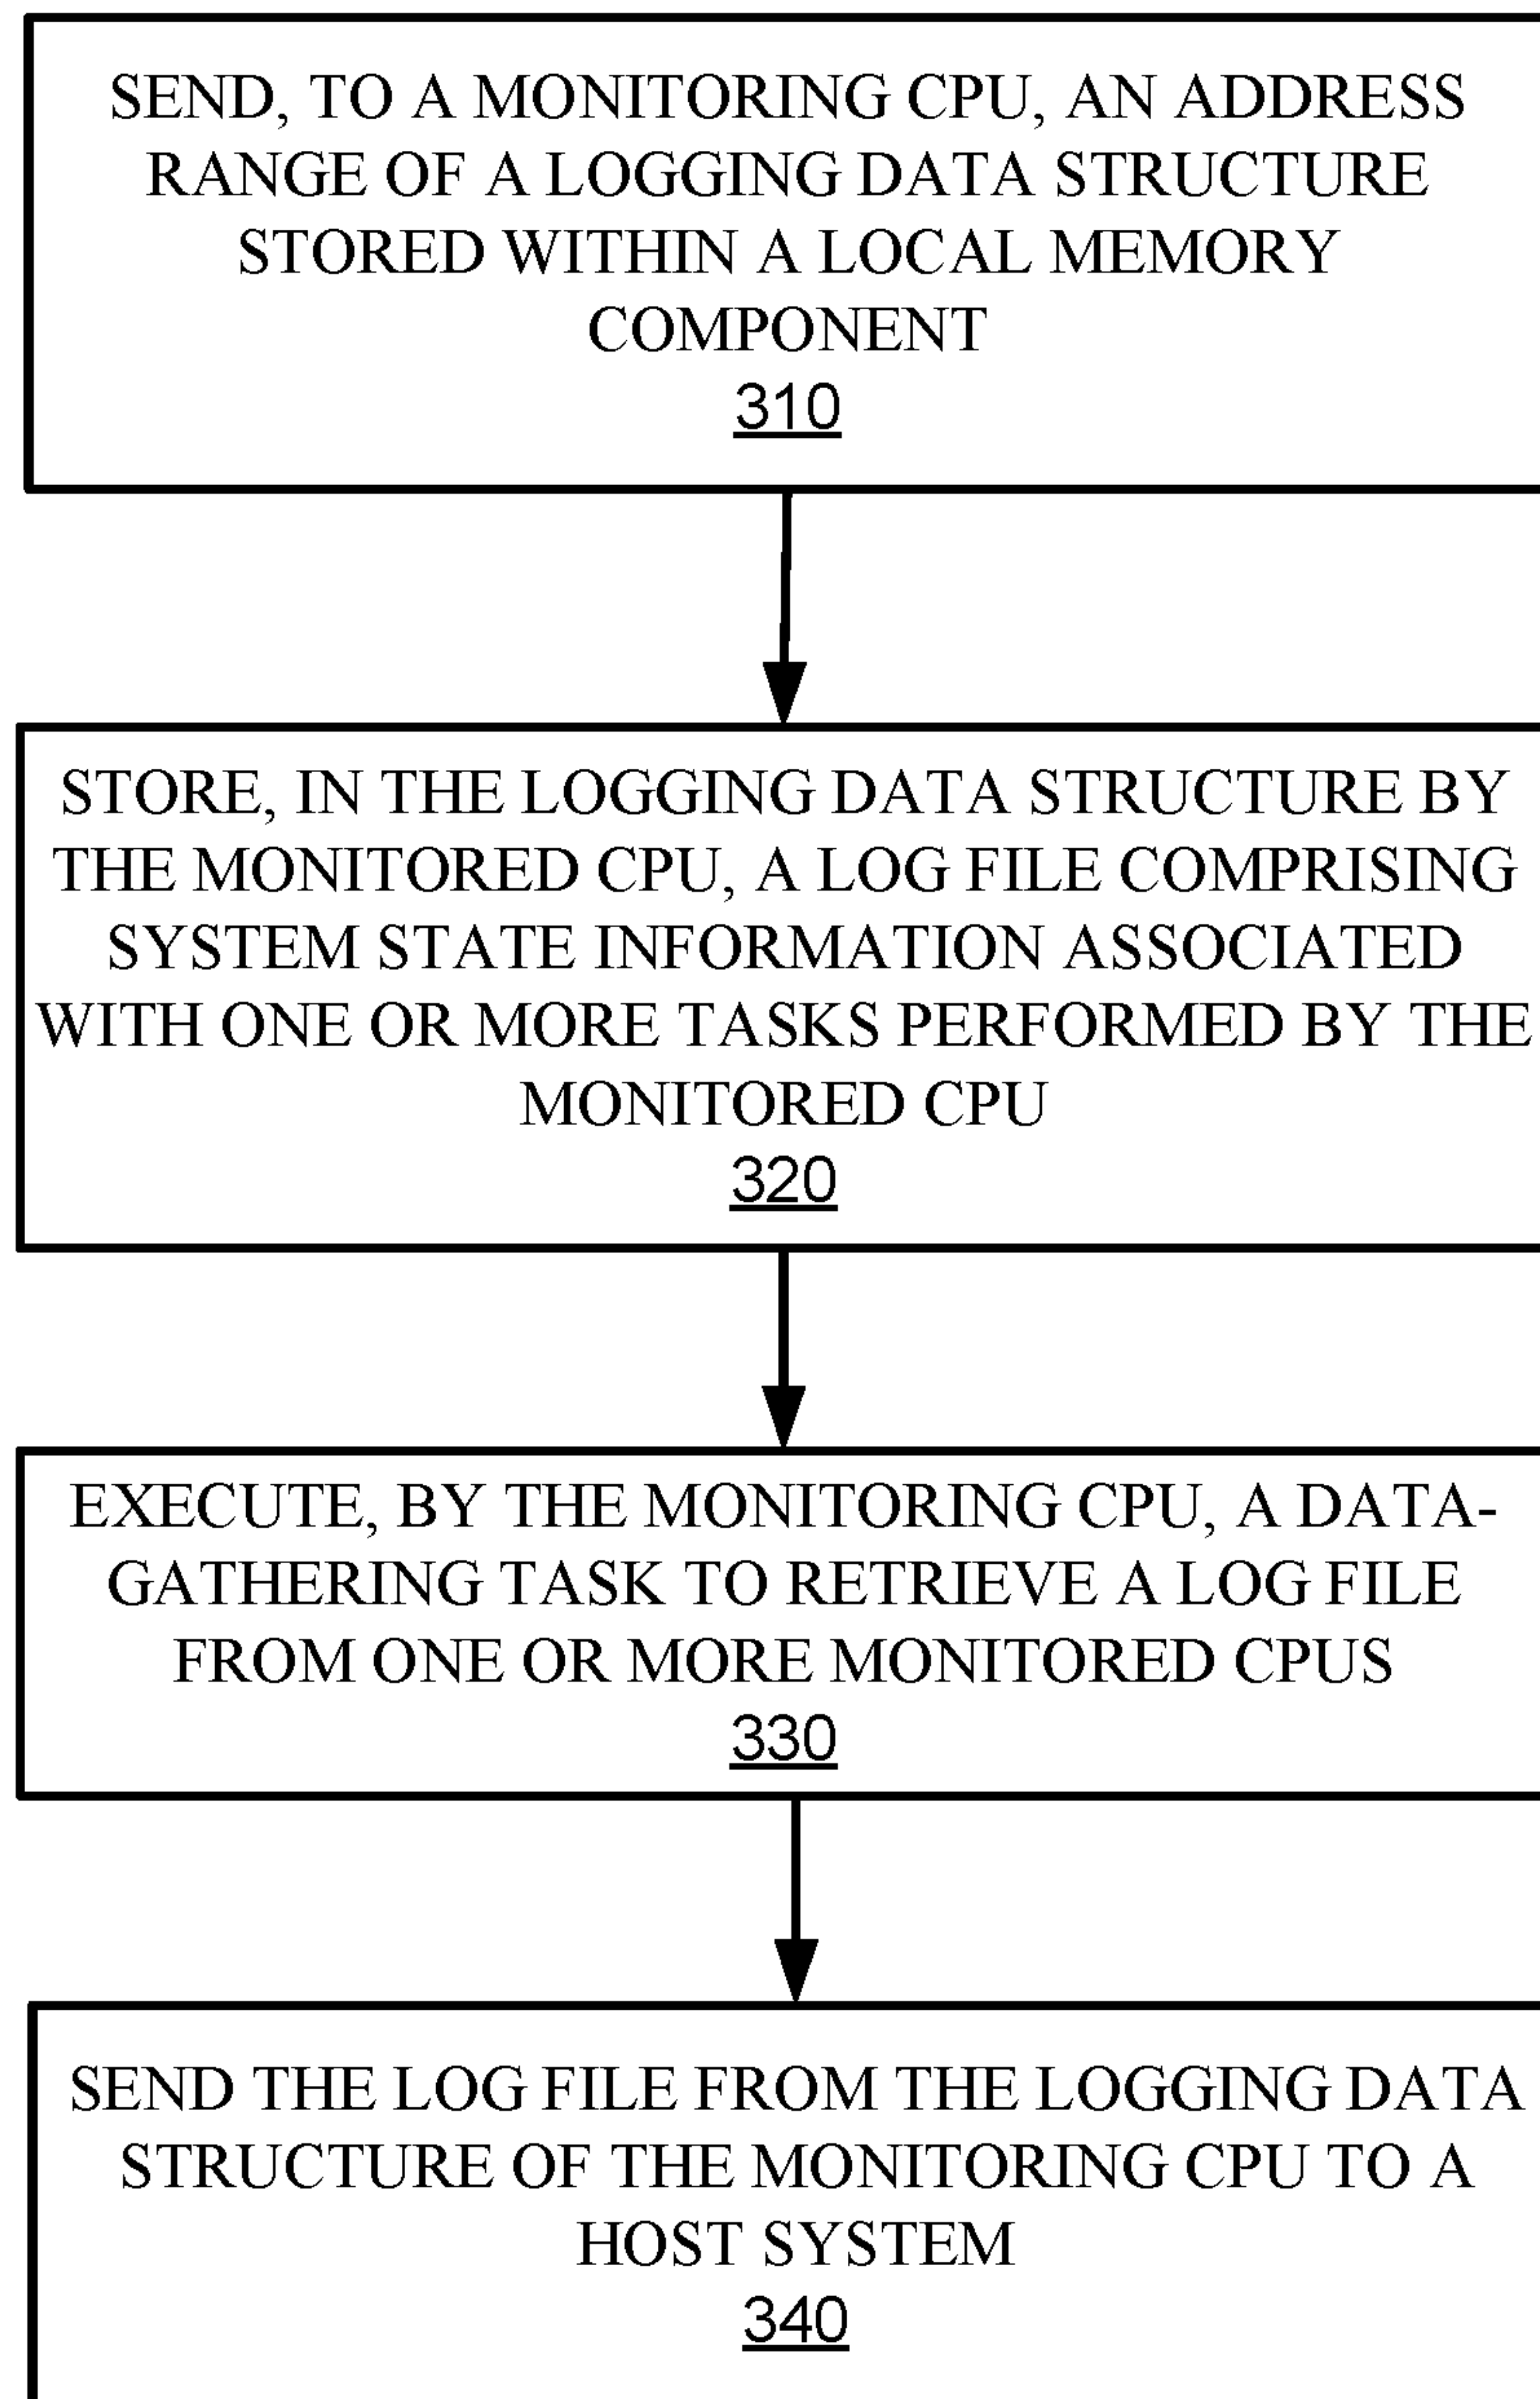 SEND, TO A MONITORING CPU, AN ADDRESS
RANGE OF A LOGGING DATA STRUCTURE
STORED WITHIN A LOCAL MEMORY
COMPONENT
310
STORE, IN THE LOGGING DATA STRUCTURE BY
THE MONITORED CPU, A LOG FILE COMPRISING
SYSTEM STATE INFORMATION ASSOCIATED
WITH ONE OR MORE TASKS PERFORMED BY THE
MONITORED CPU
320
EXECUTE, BY THE MONITORING CPU, A DATA-
GATHERING TASK TO RETRIEVE A LOG FILE
FROM ONE OR MORE MONITORED CPUS
330
SEND THE LOG FILE FROM THE LOGGING DATA
STRUCTURE OF THE MONITORING CPU TO A
HOST SYSTEM
340